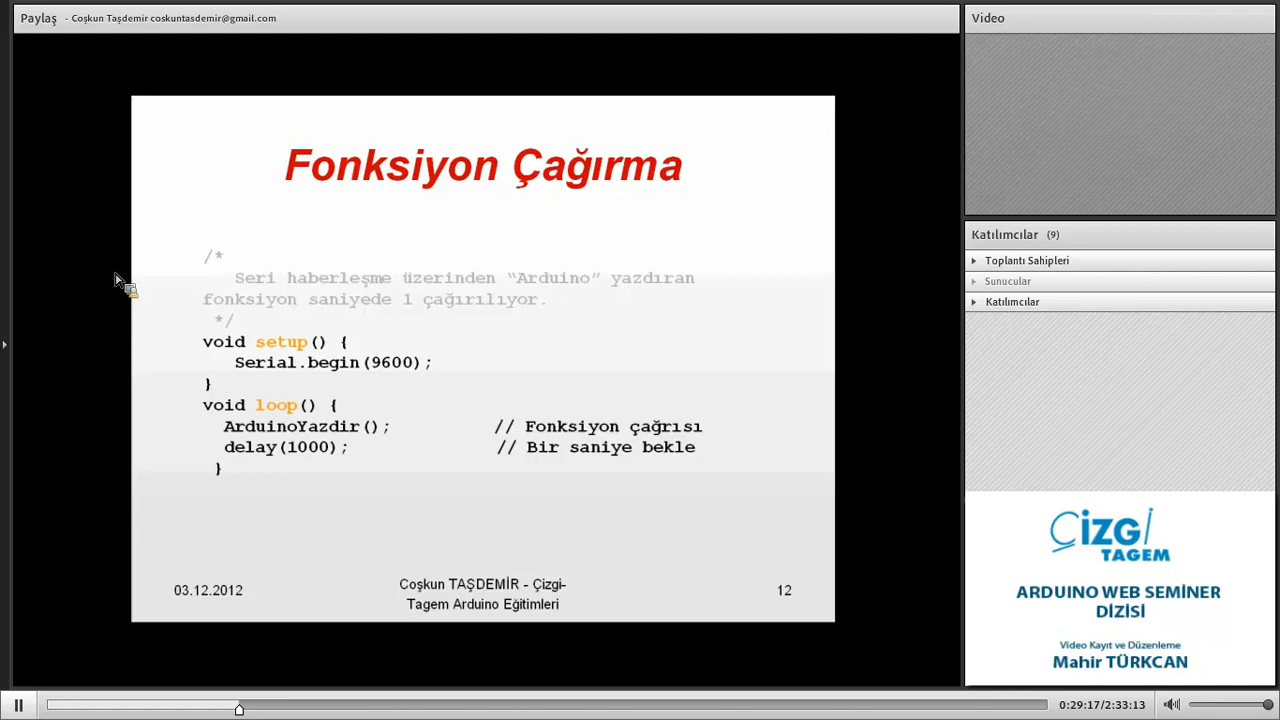 Paylaş - Coşkun Taşdemir coskuntasdemir@gmail.com
Video
Fonksiyon Çağırma
/*
Seri haberleşme üzerinden “Arduino” yazdıran
fonksiyon saniyede 1 çağırılıyor.
*/
void setup() {
Serial.begin(9600);
}
void loop() {
ArduinoYazdir(); // Fonksiyon çağrısı
delay(1000); // Bir saniye bekle
}
03.12.2012
Coşkun TAŞDEMİR - Çizgi-
Tagem Arduino Eğitimleri
12
Katılımcılar (9)
Toplantı Sahipleri
Sunucular
Katılımcılar
ÇİZGİ
TAGEM
ARDUINO WEB SEMINER
DİZİSİ
Video Kayıt ve Düzenleme
Mahir TÜRKCAN
0:29:17/2:33:13